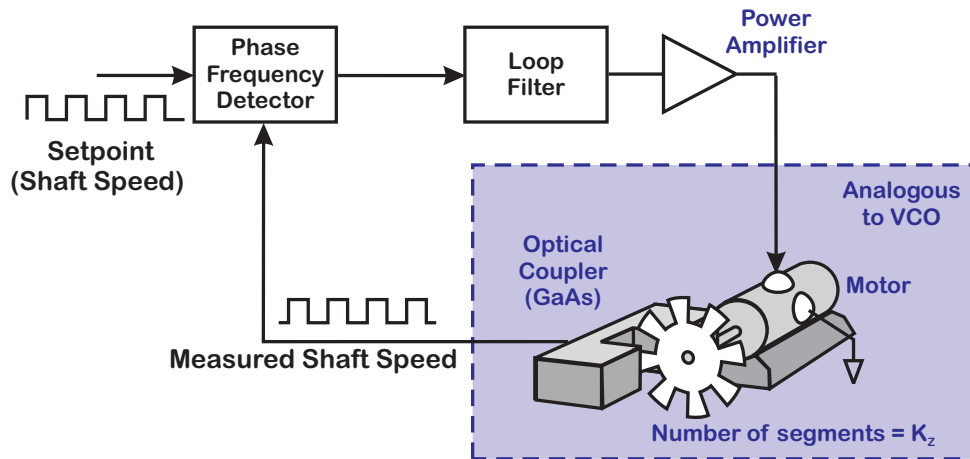 Phase
Frequency
Detector
Loop
Filter
Power
Amplifier
Setpoint
(Shaft Speed)
Analogous
to VCO
Optical
Coupler
(GaAs)
Motor
Measured Shaft Speed
Number of segments = K_z